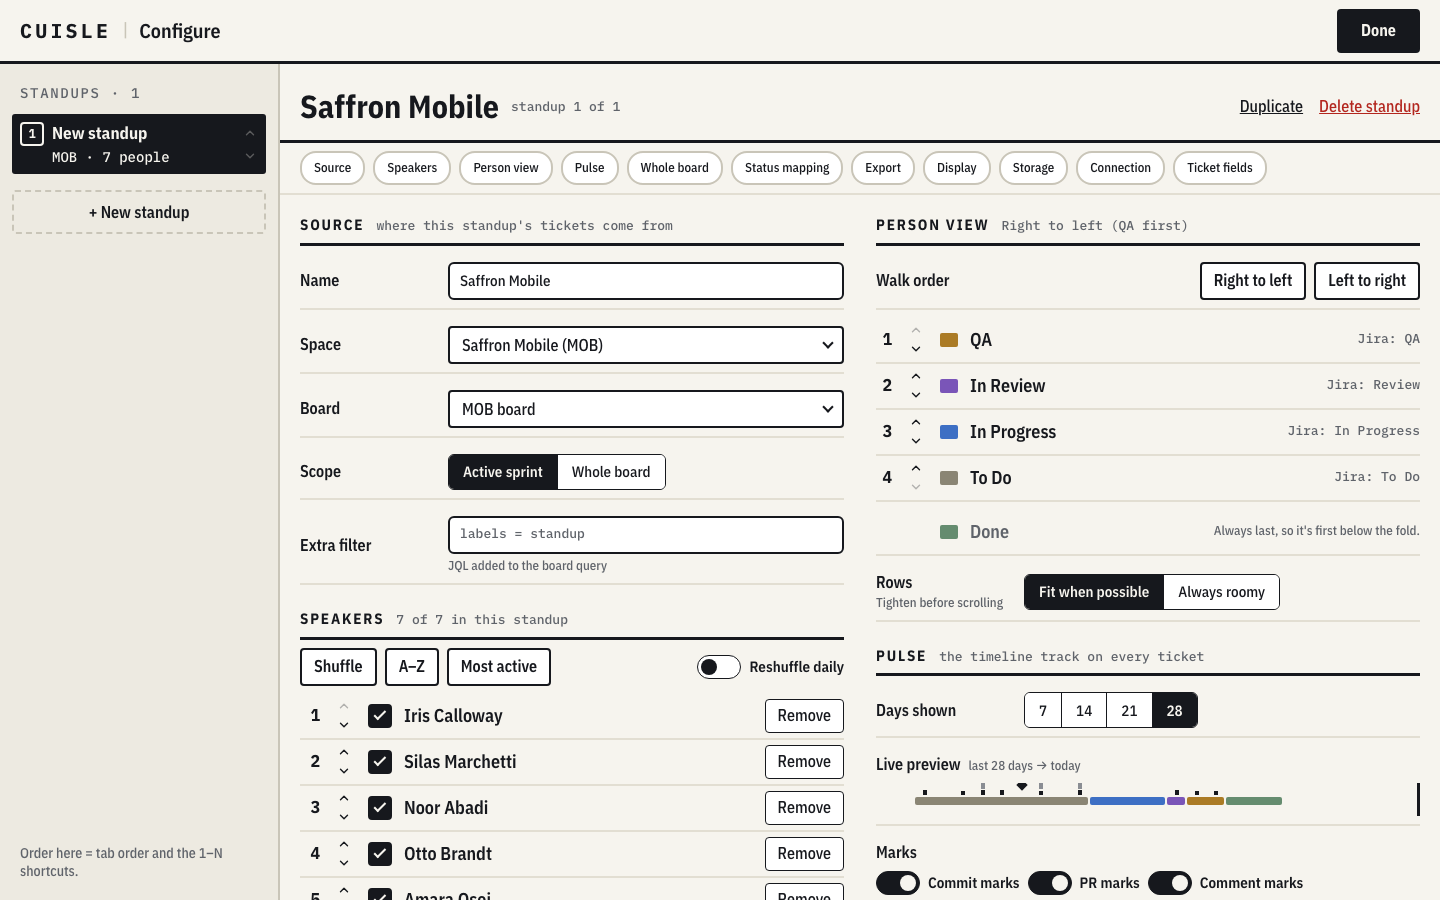 CUISLE
Configure
Done
STANDUPS · 1
1
New standup
MOB · 7 people
+ New standup
Order here = tab order and the 1–N
shortcuts.
Saffron Mobile
standup 1 of 1
Duplicate
Delete standup
Source
Speakers
Person view
Pulse
Whole board
Status mapping
Export
Display
Storage
Connection
Ticket fields
SOURCE where this standup's tickets come from
Name
Saffron Mobile
Space
Saffron Mobile (MOB)
Board
MOB board
Scope
Active sprint
Whole board
Extra filter
labels = standup
JQL added to the board query
SPEAKERS 7 of 7 in this standup
Shuffle
A–Z
Most active
Reshuffle daily
1 Iris Calloway Remove
2 Silas Marchetti Remove
3 Noor Abadi Remove
4 Otto Brandt Remove
5 Amara Osei Remove
PERSON VIEW Right to left (QA first)
Walk order
Right to left
Left to right
1 QA Jira: QA
2 In Review Jira: Review
3 In Progress Jira: In Progress
4 To Do Jira: To Do
Done Always last, so it's first below the fold.
Rows
Tighten before scrolling
Fit when possible
Always roomy
PULSE the timeline track on every ticket
Days shown
7
14
21
28
Live preview last 28 days → today
Marks
Commit marks
PR marks
Comment marks